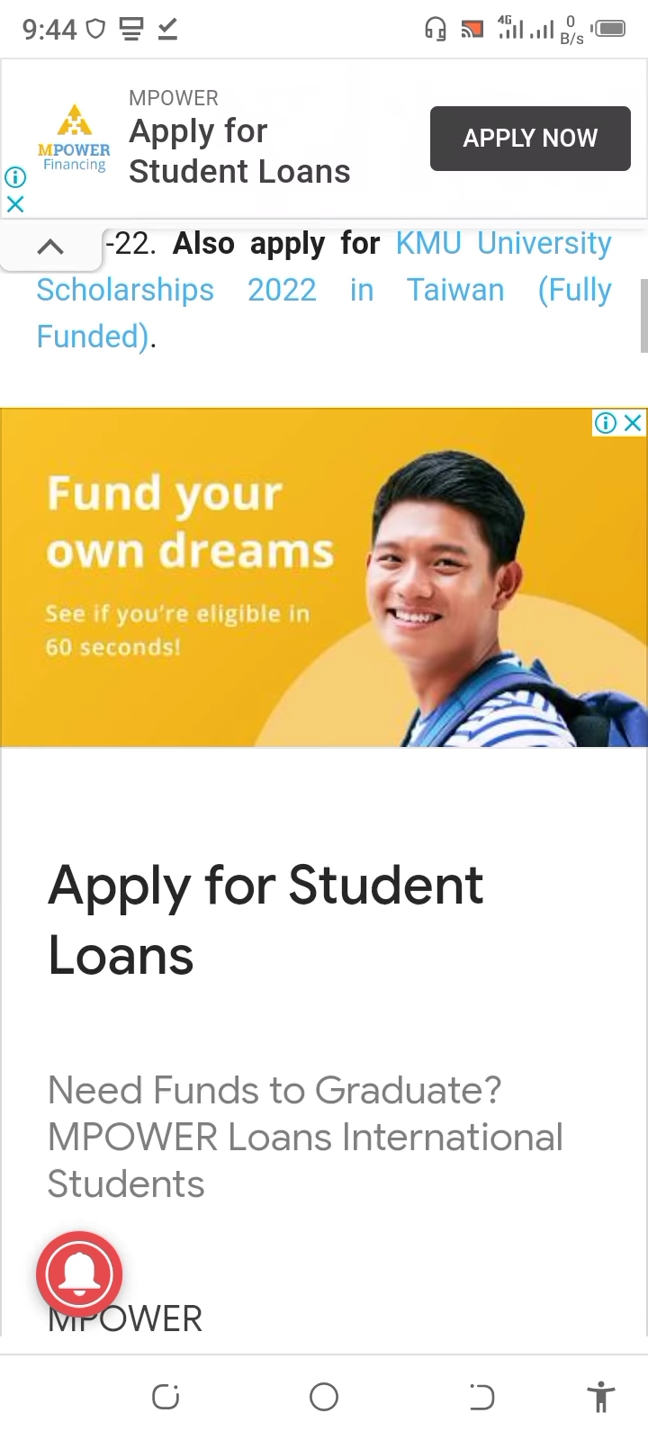 9:44
4G
0
B/s
MPOWER
Apply for
Student Loans
APPLY NOW
MPOWER
Financing
-22. Also apply for KMU University
Scholarships 2022 in Taiwan (Fully
Funded).
Fund your
own dreams
See if you're eligible in
60 seconds!
Apply for Student
Loans
Need Funds to Graduate?
MPOWER Loans International
Students
MPOWER